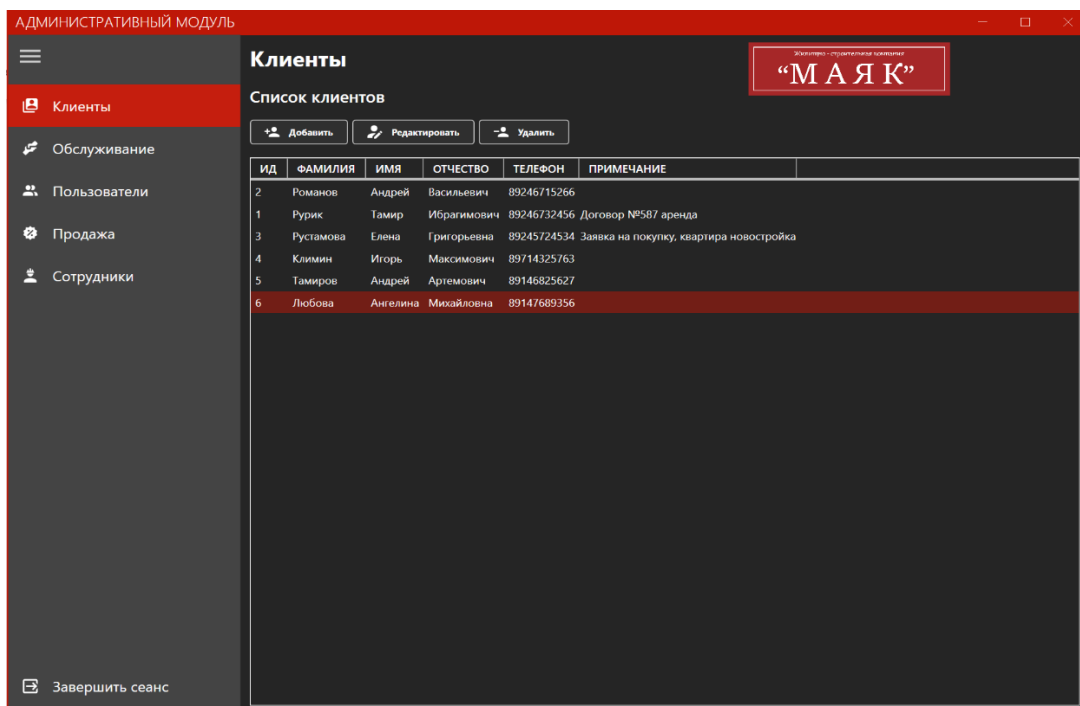 АДМИНИСТРАТИВНЫЙ МОДУЛЬ
Клиенты
Обслуживание
Пользователи
Продажа
Сотрудники
Завершить сеанс
Клиенты
Жилищно - строительная компания
“МАЯК”
Список клиентов
Добавить Редактировать Удалить
ИД ФАМИЛИЯ ИМЯ ОТЧЕСТВО ТЕЛЕФОН ПРИМЕЧАНИЕ
2 Романов Андрей Васильевич 89246715266
1 Рурик Тамир Ибрагимович 89246732456 Договор №587 аренда
3 Рустамова Елена Григорьевна 89245724534 Заявка на покупку, квартира новостройка
4 Климин Игорь Максимович 89714325763
5 Тамиров Андрей Артемович 89146825627
6 Любова Ангелина Михайловна 89147689356